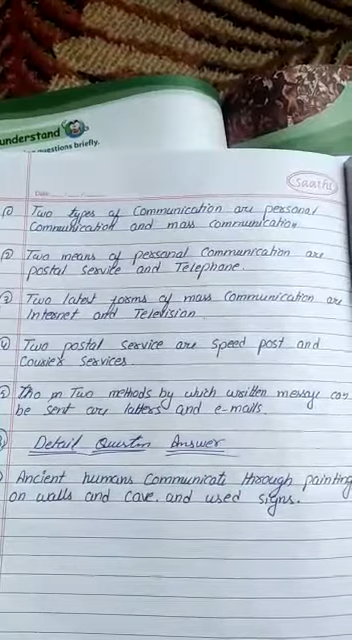 understand
questions briefly.
Saathi
Date
① Two types of Communication are personal
Communication and mass communication
② Two means of personal Communication are
postal service and Telephone.
③ Two latest forms of mass Communication are
Internet and Television
④ Two postal service are speed post and
Courier Services.
⑤ Two methods by which written message can
be sent are letters and e-mails.
Detail Question Answer
Ancient humans Communicate through painting
on walls and cave. and used signs.